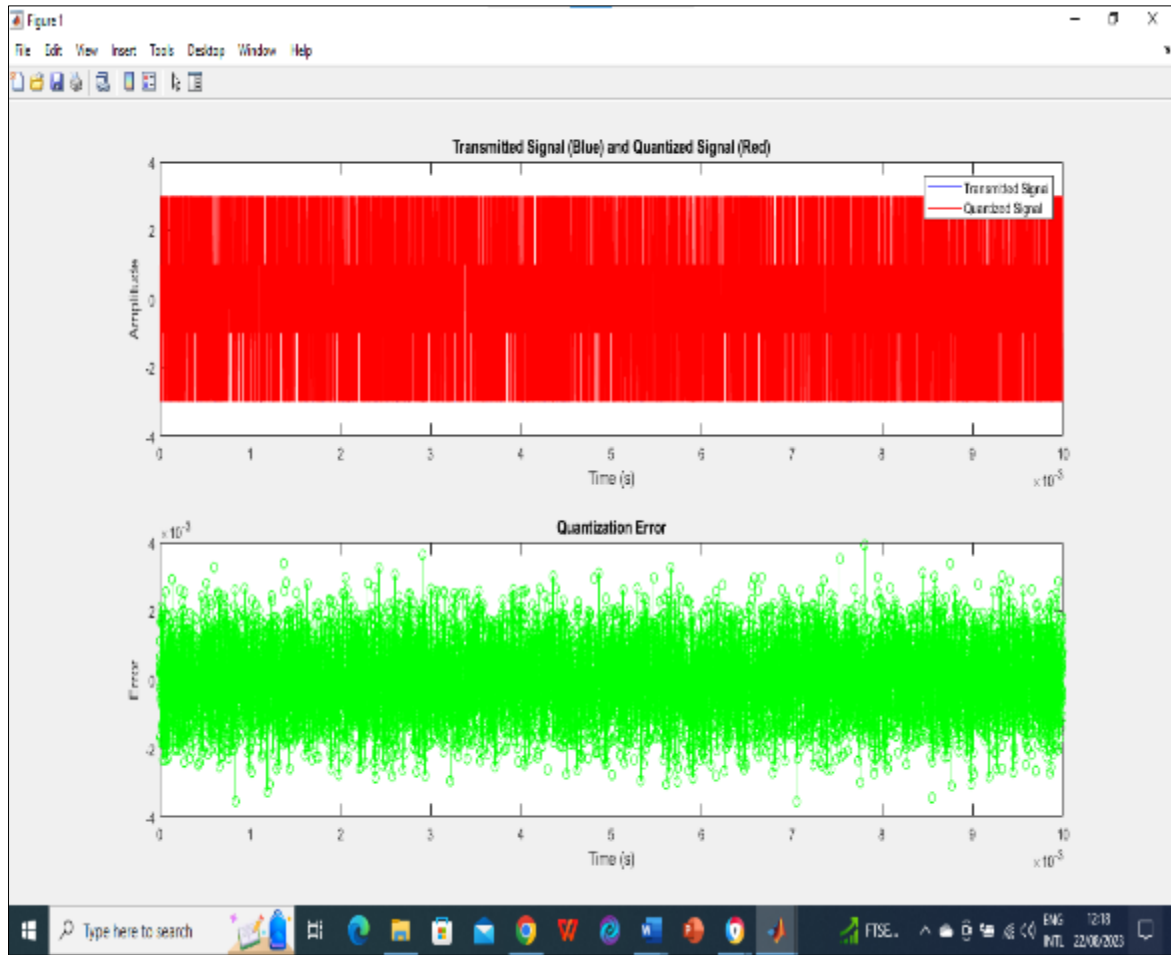 Figure 1
File Edit View Insert Tools Desktop Window Help
Transmitted Signal (Blue) and Quantized Signal (Red)
4
2
0
-2
-4
Amplitude
Transmitted Signal
Quantized Signal
0 1 2 3 4 5 6 7 8 9 10
Time (s)
×10⁻³
×10⁻³
Quantization Error
4
2
0
-2
-4
Error
0 1 2 3 4 5 6 7 8 9 10
Time (s)
×10⁻³
Type here to search
FTSE...
ENG
INTL
12:18
22/08/2023